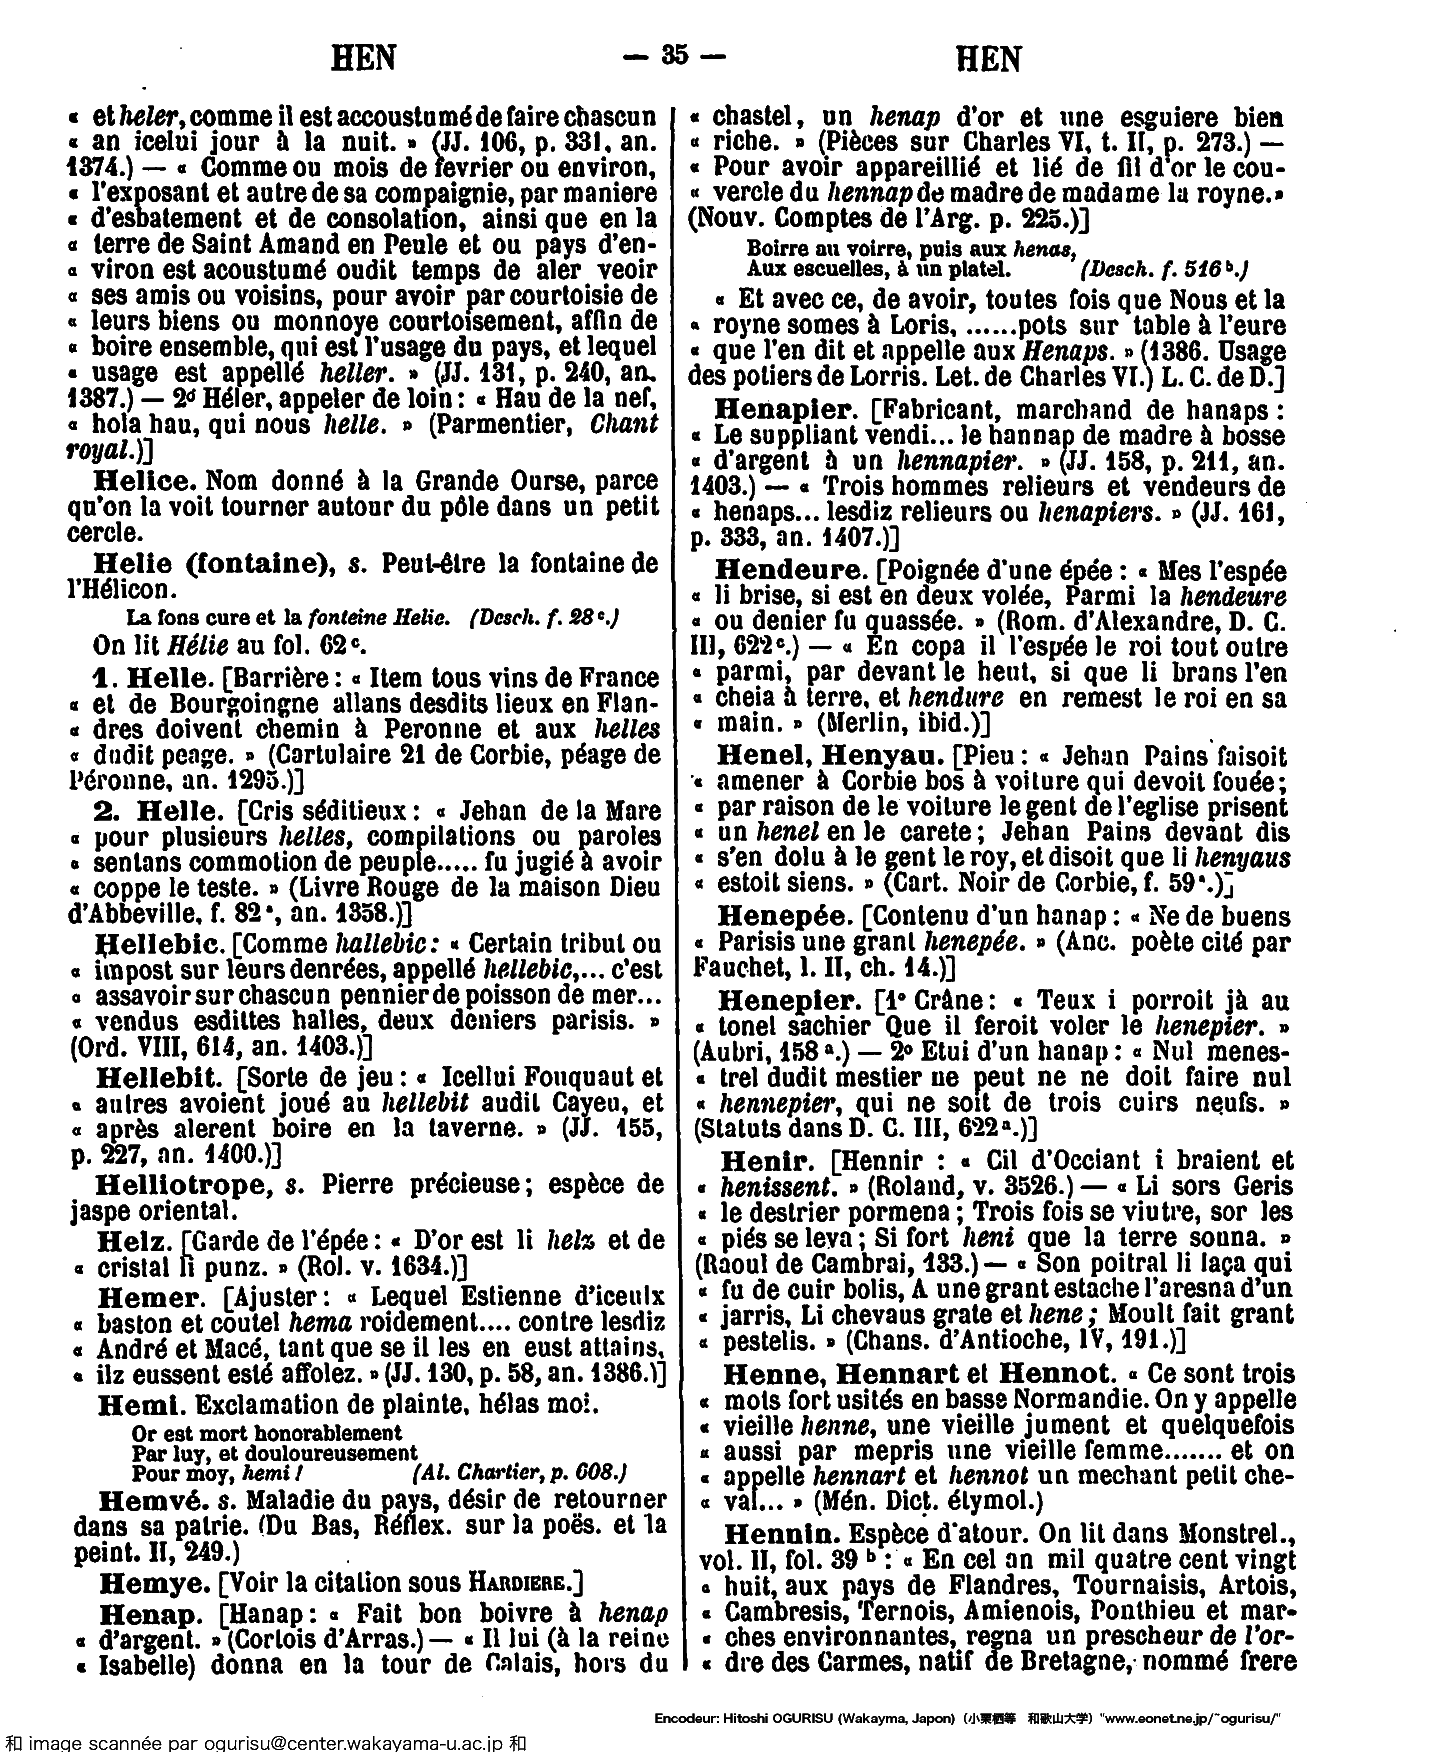 HEN — 35 — HEN
« et heler, comme il est accoustumé de faire chascun
« an icelui jour à la nuit. » (JJ. 106, p. 331, an.
1374.) — « Comme ou mois de fevrier ou environ,
« l'exposant et autre de sa compaignie, par maniere
« d'esbatement et de consolation, ainsi que en la
« terre de Saint Amand en Peule et ou pays d'en-
« viron est acoustumé oudit temps de aler veoir
« ses amis ou voisins, pour avoir par courtoisie de
« leurs biens ou monnoye courtoisement, affin de
« boire ensemble, qui est l'usage du pays, et lequel
« usage est appellé heller. » (JJ. 131, p. 240, an.
1387.) — 2º Héler, appeler de loin : « Hau de la nef,
« hola hau, qui nous helle. » (Parmentier, Chant
royal.)]
Helice. Nom donné à la Grande Ourse, parce
qu'on la voit tourner autour du pôle dans un petit
cercle.
Helie (fontaine), s. Peut-être la fontaine de
l'Hélicon.
La fons cure et la fonteine Helie. (Desch. f. 28 c.)
On lit Hélie au fol. 62 c.
1. Helle. [Barrière : « Item tous vins de France
« et de Bourgoingne allans desdits lieux en Flan-
« dres doivent chemin à Peronne et aux helles
« dudit peage. » (Cartulaire 21 de Corbie, péage de
Péronne, an. 1295.)]
2. Helle. [Cris séditieux : « Jehan de la Mare
« pour plusieurs helles, compilations ou paroles
« sentans commotion de peuple..... fu jugié à avoir
« coppe le teste. » (Livre Rouge de la maison Dieu
d'Abbeville, f. 82 a, an. 1358.)]
Hellebic. [Comme hallebic : « Certain tribut ou
« impost sur leurs denrées, appellé hellebic,... c'est
« assavoir sur chascun pennier de poisson de mer...
« vendus esdittes halles, deux deniers parisis. »
(Ord. VIII, 614, an. 1403.)]
Hellebit. [Sorte de jeu : « Icellui Fouquaut et
« autres avoient joué au hellebit audit Cayeu, et
« après alerent boire en la taverne. » (JJ. 155,
p. 227, an. 1400.)]
Helliotrope, s. Pierre précieuse ; espèce de
jaspe oriental.
Helz. [Garde de l'épée : « D'or est li helz et de
« cristal li punz. » (Rol. v. 1634.)]
Hemer. [Ajuster : « Lequel Estienne d'iceulx
« baston et coutel hema roidement.... contre lesdiz
« André et Macé, tant que se il les en eust attains,
« ilz eussent esté affolez. » (JJ. 130, p. 58, an. 1386.)]
Hemi. Exclamation de plainte, hélas moi.
Or est mort honorablement
Par luy, et douloureusement
Pour moy, hemi ! (Al. Chartier, p. 608.)
Hemvé. s. Maladie du pays, désir de retourner
dans sa patrie. (Du Bas, Réflex. sur la poës. et la
peint. II, 249.)
Hemye. [Voir la citation sous HARDIERE.]
Henap. [Hanap : « Fait bon boivre à henap
« d'argent. » (Cortois d'Arras.) — « Il lui (à la reine
« Isabelle) donna en la tour de Calais, hors du
« chastel, un henap d'or et une esguiere bien
« riche. » (Pièces sur Charles VI, t. II, p. 273.) —
« Pour avoir appareillié et lié de fil d'or le cou-
« vercle du hennap de madre de madame la royne. »
(Nouv. Comptes de l'Arg. p. 225.)]
Boirre au voirre, puis aux henas,
Aux escuelles, à un platel. (Desch. f. 516 b.)
« Et avec ce, de avoir, toutes fois que Nous et la
« royne somes à Loris, ......pots sur table à l'eure
« que l'en dit et appelle aux Henaps. » (1386. Usage
des potiers de Lorris. Let. de Charles VI.) L. C. de D.]
Henapier. [Fabricant, marchand de hanaps :
« Le suppliant vendi... le hannap de madre à bosse
« d'argent à un hennapier. » (JJ. 158, p. 211, an.
1403.) — « Trois hommes relieurs et vendeurs de
« henaps... lesdiz relieurs ou henapiers. » (JJ. 161,
p. 333, an. 1407.)]
Hendeure. [Poignée d'une épée : « Mes l'espée
« li brise, si est en deux volée, Parmi la hendeure
« ou denier fu quassée. » (Rom. d'Alexandre, D. C.
III, 622 c.) — « En copa il l'espée le roi tout outre
« parmi, par devant le heut, si que li brans l'en
« cheia à terre, et hendure en remest le roi en sa
« main. » (Merlin, ibid.)]
Henel, Henyau. [Pieu : « Jehan Pains faisoit
« amener à Corbie bos à voiture qui devoit fouée ;
« par raison de le voiture le gent de l'eglise prisent
« un henel en le carete ; Jehan Pains devant dis
« s'en dolu à le gent le roy, et disoit que li henyaus
« estoit siens. » (Cart. Noir de Corbie, f. 59 a.)]
Henepée. [Contenu d'un hanap : « Ne de buens
« Parisis une grant henepée. » (Anc. poète cité par
Fauchet, l. II, ch. 14.)]
Henepier. [1º Crâne : « Teux i porroit jà au
« tonel sachier Que il feroit voler le henepier. »
(Aubri, 158 a.) — 2º Etui d'un hanap : « Nul menes-
« trel dudit mestier ne peut ne ne doit faire nul
« hennepier, qui ne soit de trois cuirs neufs. »
(Statuts dans D. C. III, 622 a.)]
Henir. [Hennir : « Cil d'Occiant i braient et
« henissent. » (Roland, v. 3526.) — « Li sors Geris
« le destrier pormena ; Trois fois se viutre, sor les
« piés se leva ; Si fort heni que la terre sonna. »
(Raoul de Cambrai, 133.) — « Son poitral li laça qui
« fu de cuir bolis, A une grant estache l'aresna d'un
« jarris, Li chevaus grate et hene ; Moult fait grant
« pestelis. » (Chans. d'Antioche, IV, 191.)]
Henne, Hennart et Hennot. « Ce sont trois
« mots fort usités en basse Normandie. On y appelle
« vieille henne, une vieille jument et quelquefois
« aussi par mepris une vieille femme....... et on
« appelle hennart et hennot un mechant petit che-
« val... » (Mén. Dict. étymol.)
Hennin. Espèce d'atour. On lit dans Monstrel.,
vol. II, fol. 39 b : « En cel an mil quatre cent vingt
« huit, aux pays de Flandres, Tournaisis, Artois,
« Cambresis, Ternois, Amienois, Ponthieu et mar-
« ches environnantes, regna un prescheur de l'or-
« dre des Carmes, natif de Bretagne, nommé frere
Encodeur: Hitoshi OGURISU (Wakayma, Japon) (小栗栖等 和歌山大学) "www.eonet.ne.jp/~ogurisu/"
和 image scannée par ogurisu@center.wakayama-u.ac.jp 和